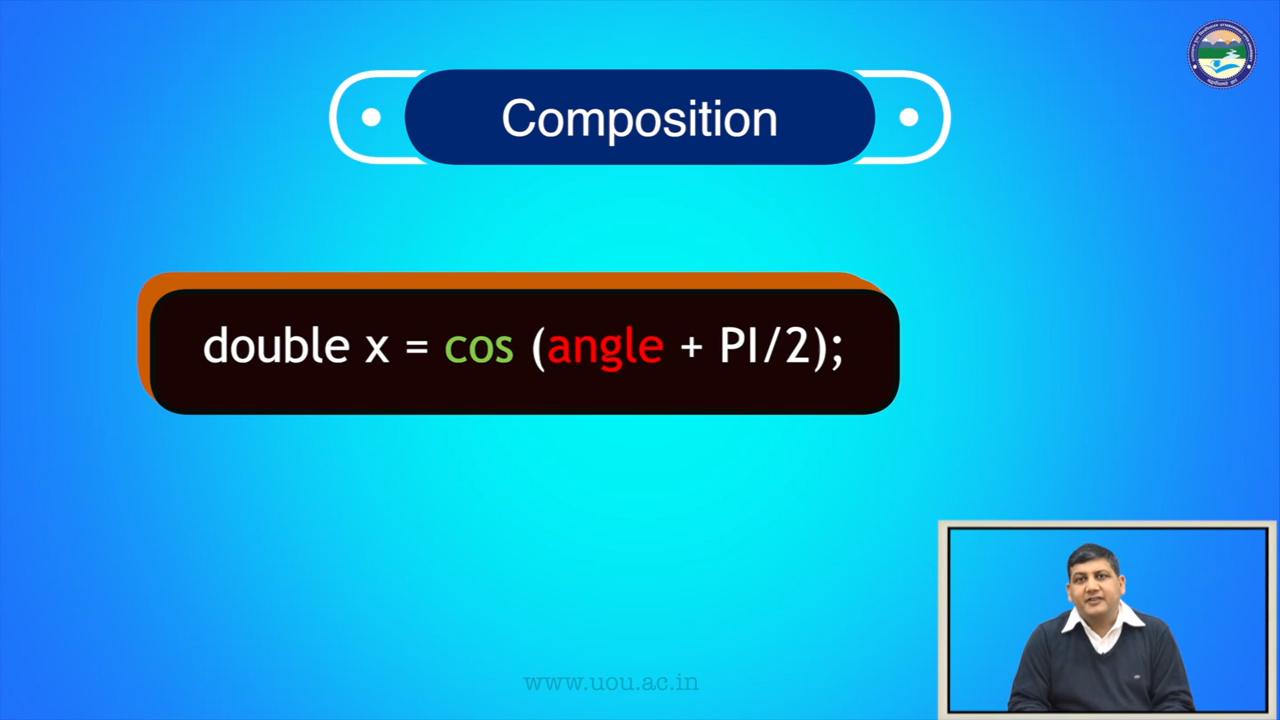 Composition
double x = cos (angle + PI/2);
www.uou.ac.in